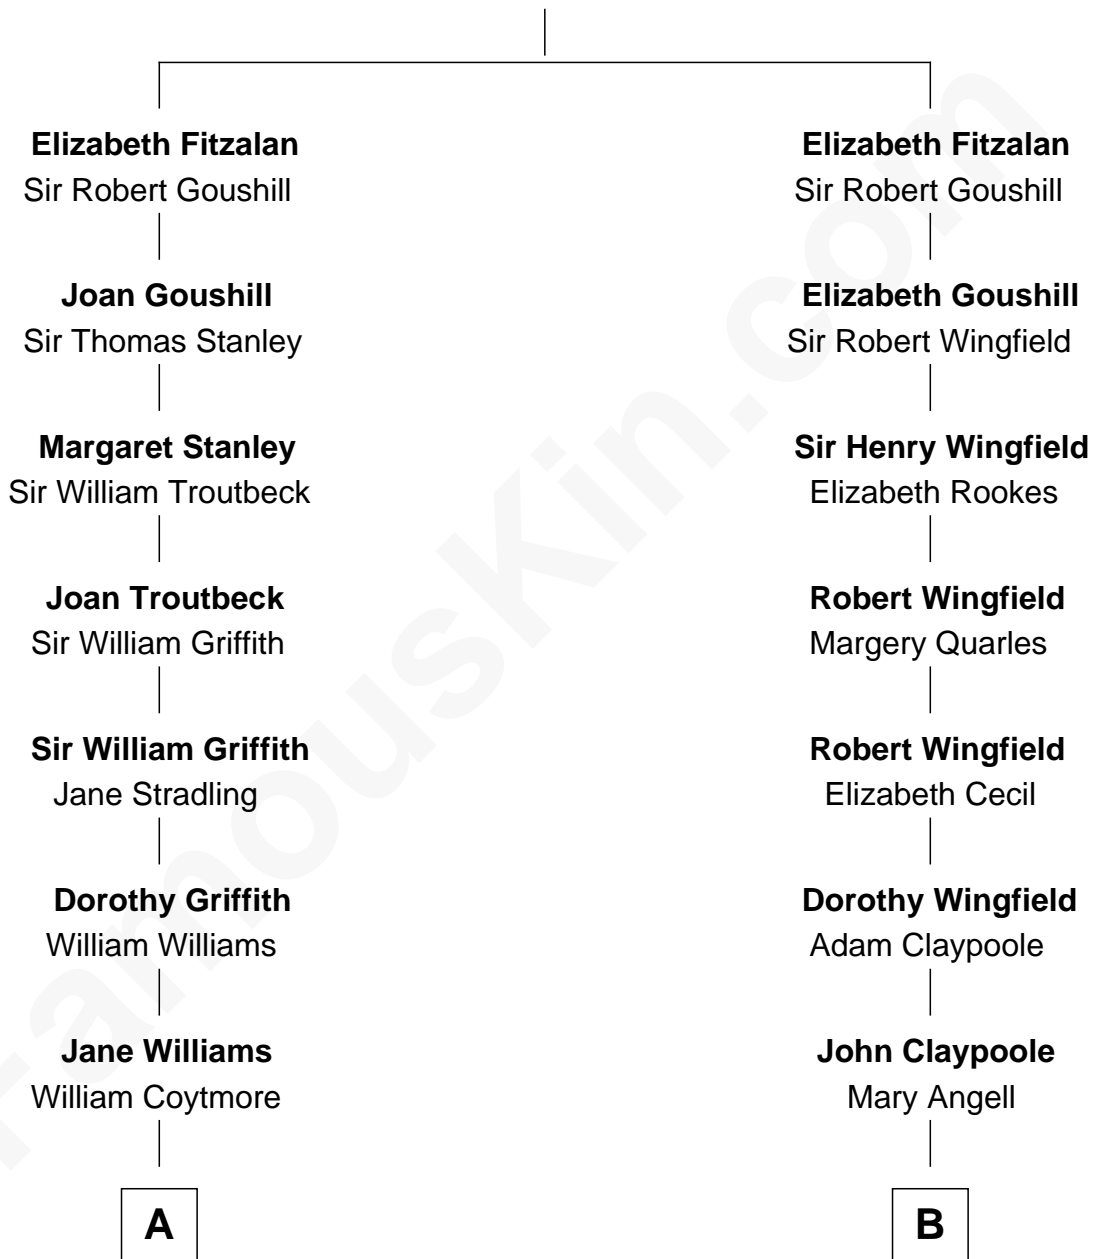 Elizabeth Fitzalan
Sir Robert Goushill
Joan Goushill
Sir Thomas Stanley
Margaret Stanley
Sir William Troutbeck
Joan Troutbeck
Sir William Griffith
Sir William Griffith
Jane Stradling
Dorothy Griffith
William Williams
Jane Williams
William Coytmore
A
Elizabeth Fitzalan
Sir Robert Goushill
Elizabeth Goushill
Sir Robert Wingfield
Sir Henry Wingfield
Elizabeth Rookes
Robert Wingfield
Margery Quarles
Robert Wingfield
Elizabeth Cecil
Dorothy Wingfield
Adam Claypoole
John Claypoole
Mary Angell
B
FamousKin.com